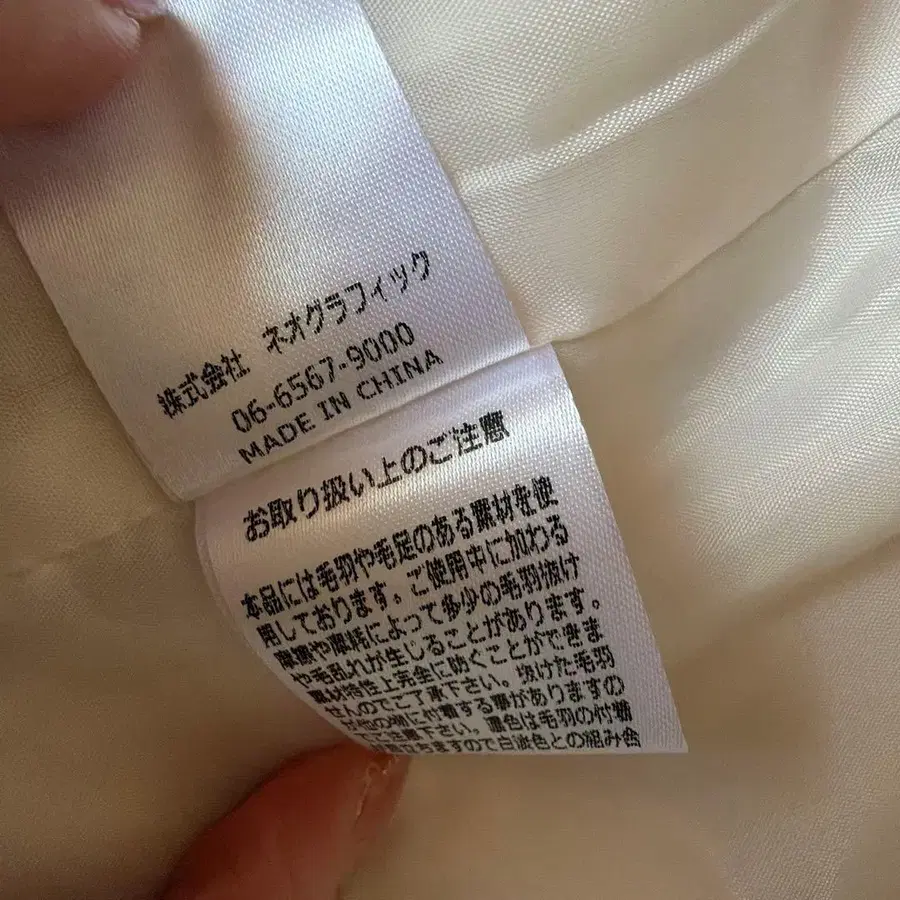 株式会社 ネオグラフィック
06-6567-9000
MADE IN CHINA
お取り扱い上のご注意
本品には毛羽や毛足のある素材を使
用しております。ご使用中に加わる
摩擦や摩耗によって多少の毛羽抜け
や毛乱れが生じることがあります。
素材特性上完全に防ぐことができま
せんのでご了承下さい。抜けた毛羽
が他の物に付着する事がありますの
でご注意下さい。濃色は毛羽の付着
立ちますので白淡色との組み合